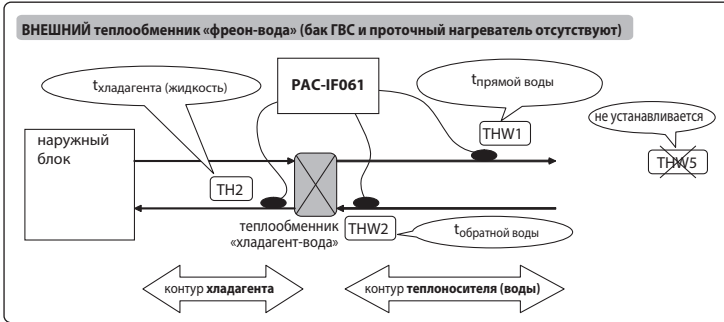 ВНЕШНИЙ теплообменник «фреон-вода» (бак ГВС и проточный нагреватель отсутствуют)
tхладагента (жидкость)
PAC-IF061
tпрямой воды
не устанавливается
THW1
THW5
наружный
блок
TH2
THW2
tобратной воды
теплообменник
«хладагент-вода»
контур хладагента
контур теплоносителя (воды)